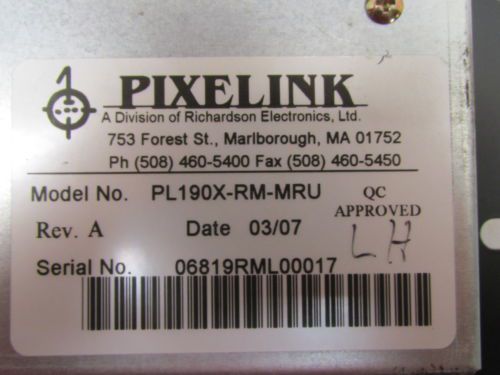 PIXELINK
A Division of Richardson Electronics, Ltd.
753 Forest St., Marlborough, MA 01752
Ph (508) 460-5400 Fax (508) 460-5450
Model No. PL190X-RM-MRU
QC APPROVED
Rev. A Date 03/07
LH
Serial No. 06819RML00017